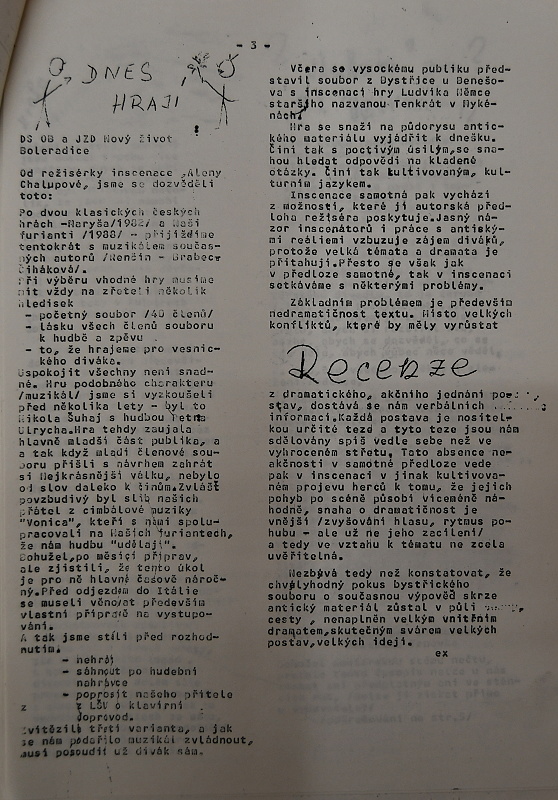 - 3 -
DNES
HRAJÍ
DS OB a JZD Nový život
Boleradice
Od režisérky inscenace ,Aleny
Chalupové, jsme se dozvěděli
toto:
Po dvou klasických českých
hrách -Maryša/1982/ a Naši
furianti /1988/ - přijíždíme
tentokrát s muzikálem součas-
ných autorů /Renčín - Brabec-
Čiháková/.
Při výběru vhodné hry musíme
mít vždy na zřeteli několik
hledisek
- početný soubor /40 členů/
- lásku všech členů souboru
k hudbě a zpěvu
- to, že hrajeme pro vesnic-
kého diváka.
Uspokojit všechny není snad-
né. Hru podobného charakteru
/muzikál/ jsme si vyzkoušeli
před několika lety - byl to
Nikola Šuhaj s hudbou Petra
Ulrycha.Hra tehdy zaujala
hlavně mladší část publika, a
a tak když mladí členové sou-
boru přišli s návrhem zahrát
si Nejkrásnější válku, nebylo
od slov daleko k činům.Zvlášť
povzbudivý byl slib našich
přátel z cimbálové muziky
"Vonica", kteří s námi spolu-
pracovali na Našich furiantech,
že nám hudbu "udělají".
Bohužel,po měsíci příprav,
ale zjistili, že tento úkol
je pro ně hlavně časově nároč-
ný.Před odjezdem do Itálie
se museli věnovat především
vlastní přípravě na vystupo-
vání.
A tak jsme stáli před rozhod-
nutím.
- nehrát
- sáhnout po hudební
nahrávce
- poprosit našeho přítele
z z LŠU o klavírní
doprovod.
Zvítězila třetí varianta, a jak
se nám podařilo muzikál zvládnout,
musí posoudit už divák sám.
Včera se vysockému publiku před-
stavil soubor z Bystřice u Benešo-
va s inscenací hry Ludvíka Němce
staršího nazvanou Tenkrát v Myké-
nách.
Hra se snaží na půdorysu antic-
kého materiálu vyjádřit k dnešku.
Činí tak s poctivým úsilým,se sna-
hou hledat odpovědi na kladené
otázky. Činí tak kultivovaným, kul-
turním jazykem.
Inscenace samotná pak vychází
z možností, které jí autorská před-
loha režiséra poskytuje.Jasný ná-
zor inscenátorů i práce s antický-
mi reáliemi vzbuzuje zájem diváků,
protože velká témata a dramata je
přitahují.Přesto se však jak
v předloze samotné, tak v inscenaci
setkáváme s některými problémy.
Základním problémem je především
nedramatičnost textu. Místo velkých
konfliktů, které by měly vyrůstat
Recenze
z dramatického, akčního jednání po-
stav, dostává se nám verbálních
informací.Každá postava je nositel-
kou určité tezd a tyto teze jsou nám
sdělovány spíš vedle sebe než ve
vyhroceném střetu. Tato absence ne-
akčnosti v samotné předloze vede
pak v inscenaci v jinak kultivova-
ném projevu herců k tomu, že jejich
pohyb po scéně působí víceméně ná-
hodně, snaha o dramatičnost je
vnější /zvyšování hlasu, rytmus po-
hubu - ale už ne jeho zacílení/
a tedy ve vztahu k tématu ne zcela
uvěřitelná.
Nezbývá tedy než konstatovat, že
chvályhodný pokus bystřického
souboru o současnou výpověď skrze
antický materiál zůstal v půli
cesty , nenaplněn velkým vnitřním
dramatem,skutečným svárem velkých
postav,velkých idejí.
ex